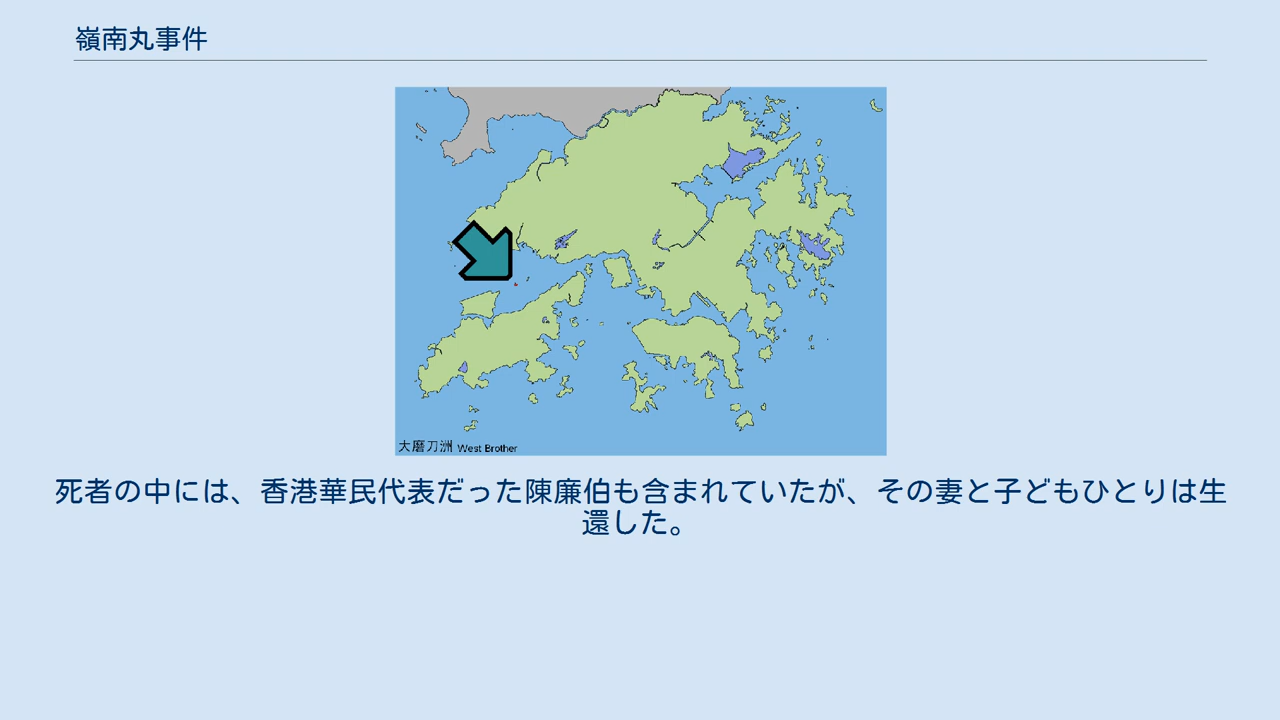 嶺南丸事件
大磨刀洲 West Brother
死者の中には、香港華民代表だった陳廉伯も含まれていたが、その妻と子どもひとりは生
還した。